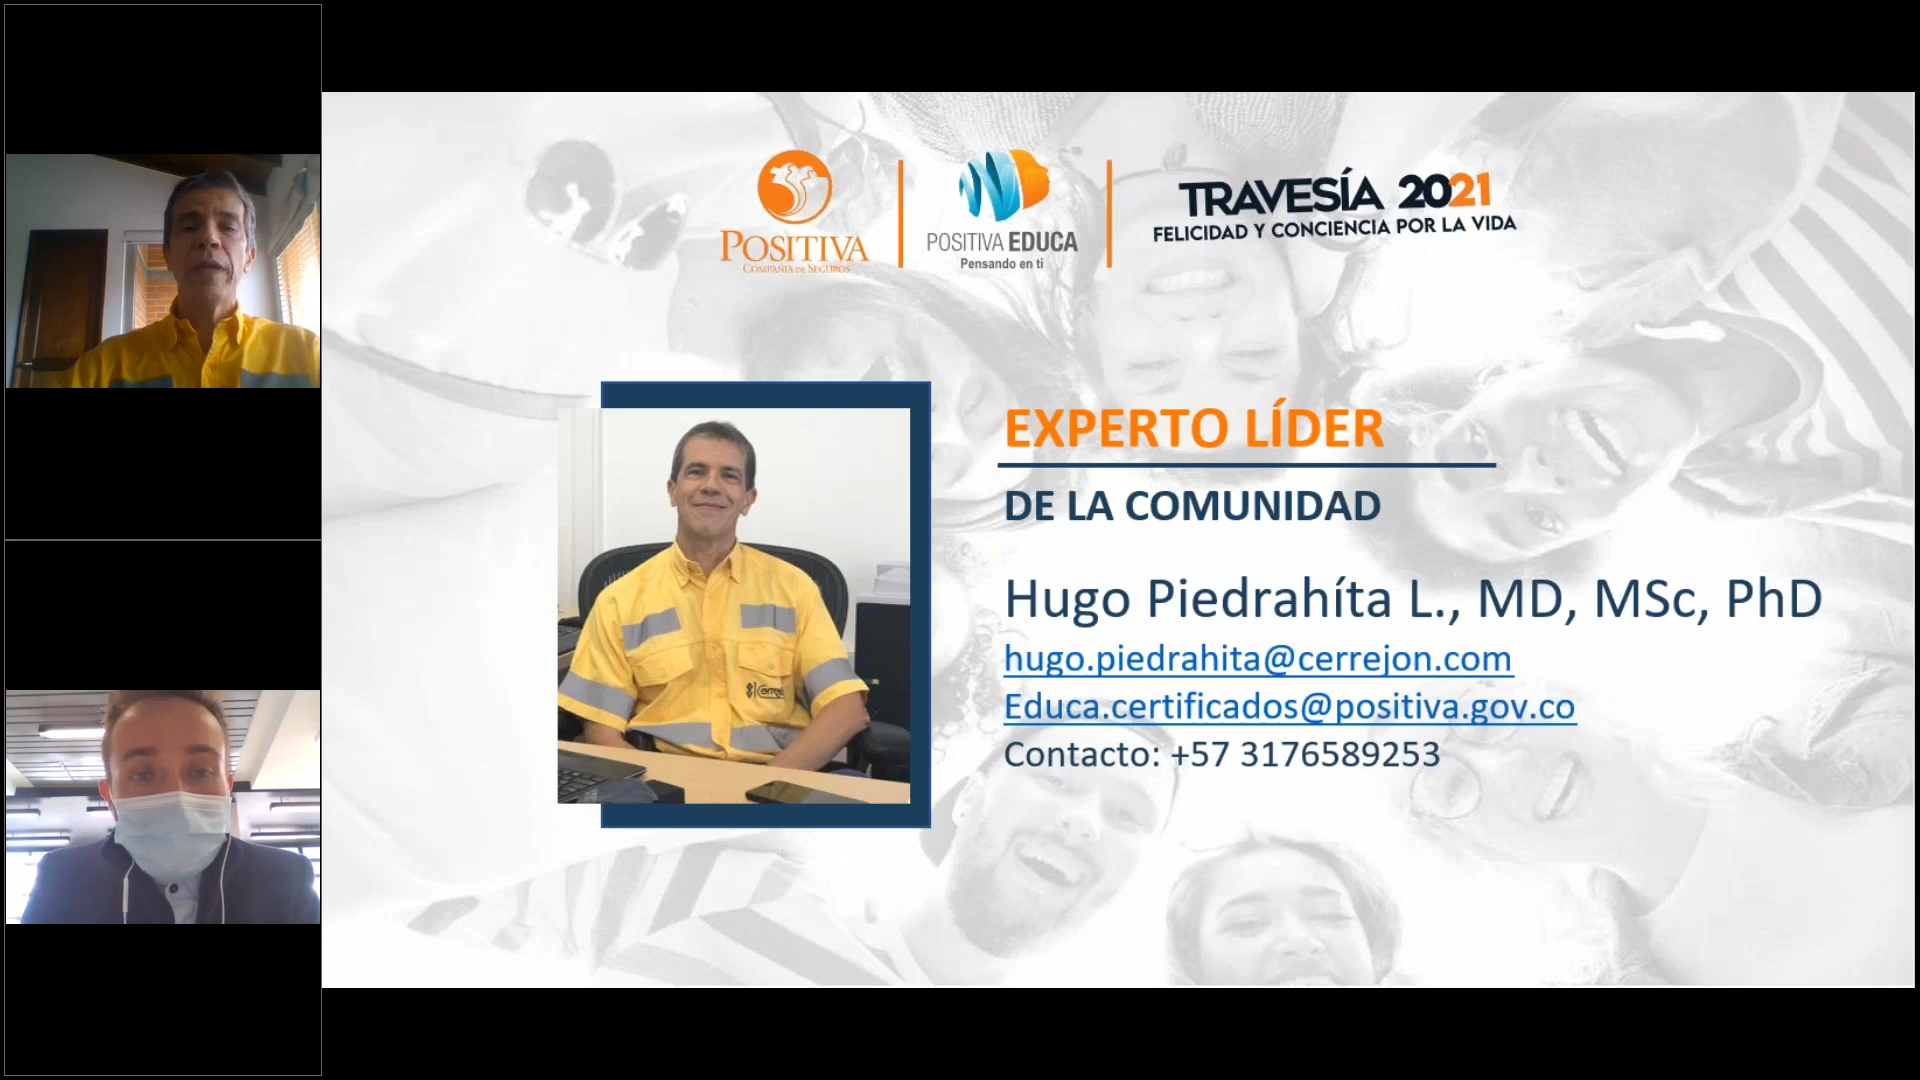 POSITIVA
COMPAÑÍA DE SEGUROS
POSITIVA EDUCA
Pensando en ti
TRAVESÍA 2021
FELICIDAD Y CONCIENCIA POR LA VIDA
EXPERTO LÍDER
DE LA COMUNIDAD
Hugo Piedrahíta L., MD, MSc, PhD
hugo.piedrahita@cerrejon.com
Educa.certificados@positiva.gov.co
Contacto: +57 3176589253